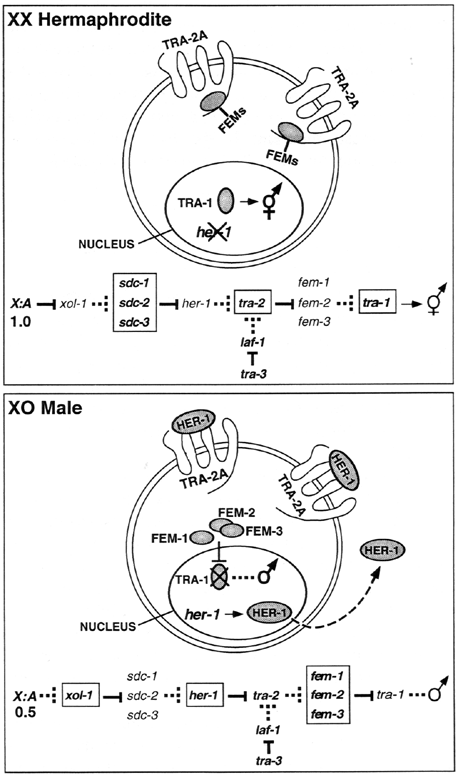 XX Hermaphrodite
TRA-2A
TRA-2A
FEMs
FEMs
TRA-1
her-1
NUCLEUS
sdc-1
fem-1
X:A xol-1 sdc-2 her-1 tra-2 fem-2 tra-1
1.0 sdc-3 fem-3
laf-1
tra-3
XO Male
HER-1
HER-1
TRA-2A
TRA-2A
FEM-2
FEM-1 FEM-3
HER-1
TRA-1
her-1 HER-1
NUCLEUS
sdc-1 fem-1
X:A xol-1 sdc-2 her-1 tra-2 fem-2 tra-1
0.5 sdc-3 fem-3
laf-1
tra-3